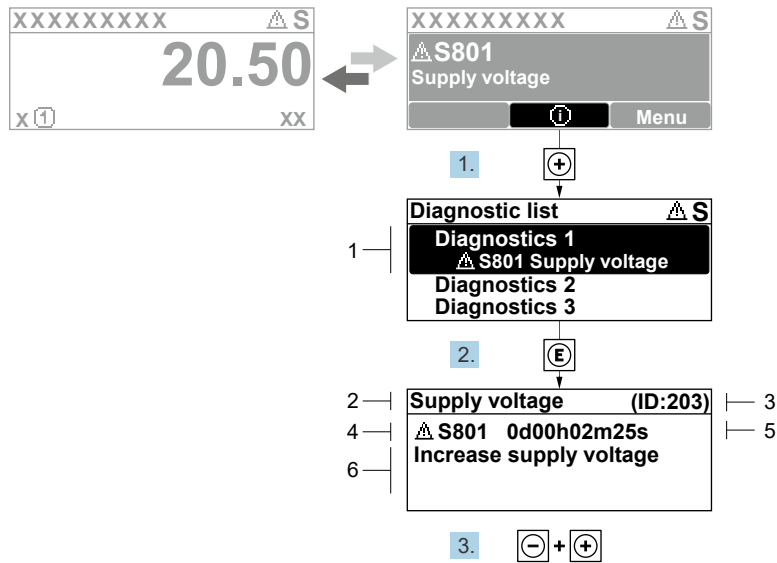 XXXXXXXXX ⚠ S
20.50
X ① XX
XXXXXXXXX ⚠ S
⚠ S801
Supply voltage
ⓘ Menu
1. +
Diagnostic list ⚠ S
1
Diagnostics 1
⚠ S801 Supply voltage
Diagnostics 2
Diagnostics 3
2. E
2 Supply voltage (ID:203) 3
4 ⚠ S801 0d00h02m25s 5
6 Increase supply voltage
3. - + +